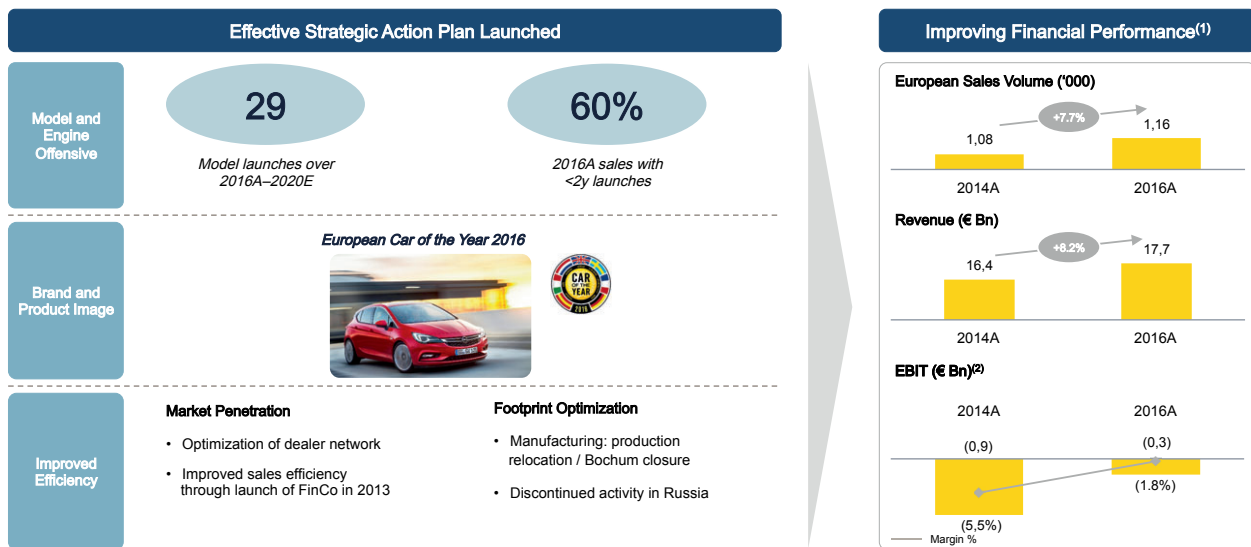 Effective Strategic Action Plan Launched
Model and
Engine
Offensive
29
Model launches over
2016A–2020E
60%
2016A sales with
<2y launches
Brand and
Product Image
European Car of the Year 2016
CAR
OF THE
YEAR
2016
Improved
Efficiency
Market Penetration
• Optimization of dealer network
• Improved sales efficiency
through launch of FinCo in 2013
Footprint Optimization
• Manufacturing: production
relocation / Bochum closure
• Discontinued activity in Russia
Improving Financial Performance(1)
European Sales Volume ('000)
+7.7%
1,08
1,16
2014A
2016A
Revenue (€ Bn)
+8.2%
16,4
17,7
2014A
2016A
EBIT (€ Bn)(2)
2014A
2016A
(0,9)
(0,3)
(1.8%)
(5,5%)
Margin %